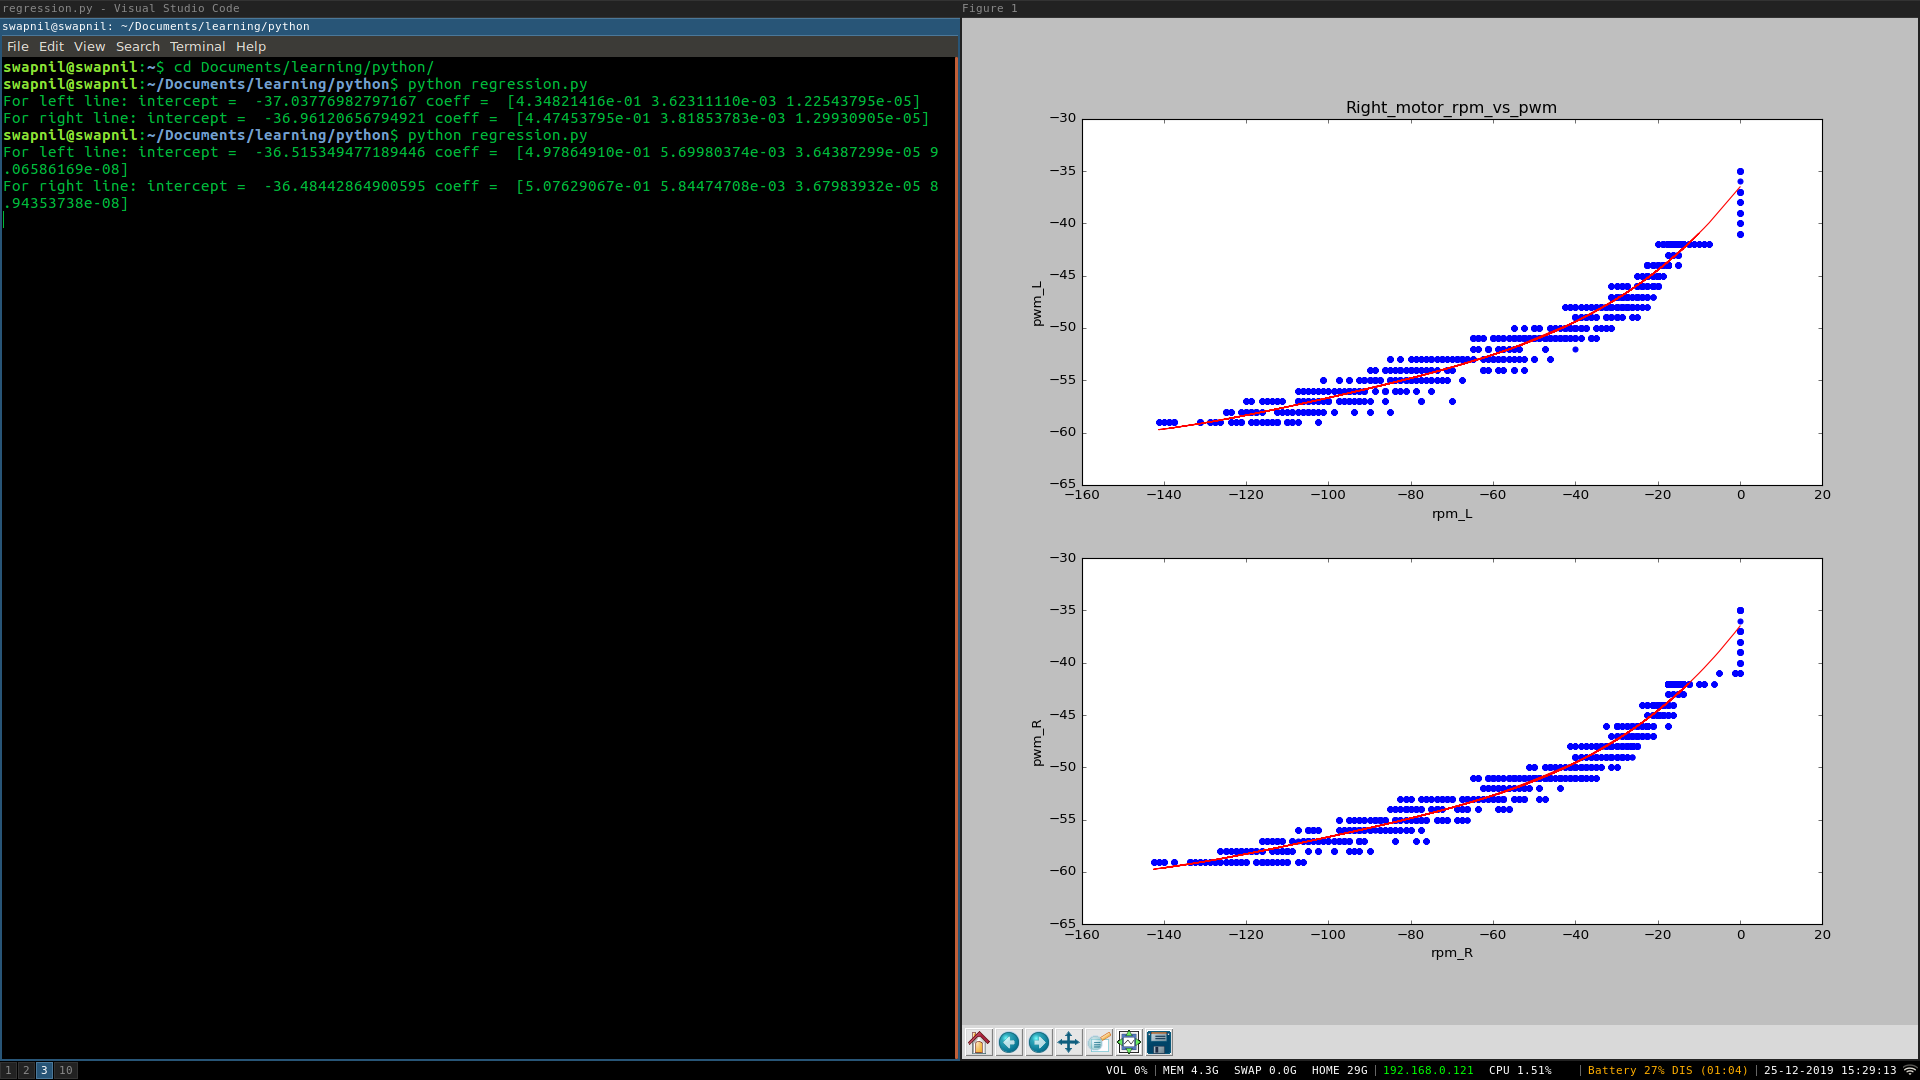 regression.py - Visual Studio Code
swapnil@swapnil: ~/Documents/learning/python
File Edit View Search Terminal Help
swapnil@swapnil:~$ cd Documents/learning/python/
swapnil@swapnil:~/Documents/learning/python$ python regression.py
For left line: intercept =  -37.03776982797167 coeff =  [4.34821416e-01 3.62311110e-03 1.22543795e-05]
For right line: intercept =  -36.96120656794921 coeff =  [4.47453795e-01 3.81853783e-03 1.29930905e-05]
swapnil@swapnil:~/Documents/learning/python$ python regression.py
For left line: intercept =  -36.515349477189446 coeff =  [4.97864910e-01 5.69980374e-03 3.64387299e-05 9
.06586169e-08]
For right line: intercept =  -36.48442864900595 coeff =  [5.07629067e-01 5.84474708e-03 3.67983932e-05 8
.94353738e-08]
Figure 1
Right_motor_rpm_vs_pwm
−30
−35
−40
−45
−50
−55
−60
−65
pwm_L
−160 −140 −120 −100 −80 −60 −40 −20 0 20
rpm_L
−30
−35
−40
−45
−50
−55
−60
−65
pwm_R
−160 −140 −120 −100 −80 −60 −40 −20 0 20
rpm_R
1 2 3 10
VOL 0% | MEM 4.3G SWAP 0.0G HOME 29G | 192.168.0.121 CPU 1.51% | Battery 27% DIS (01:04) | 25-12-2019 15:29:13